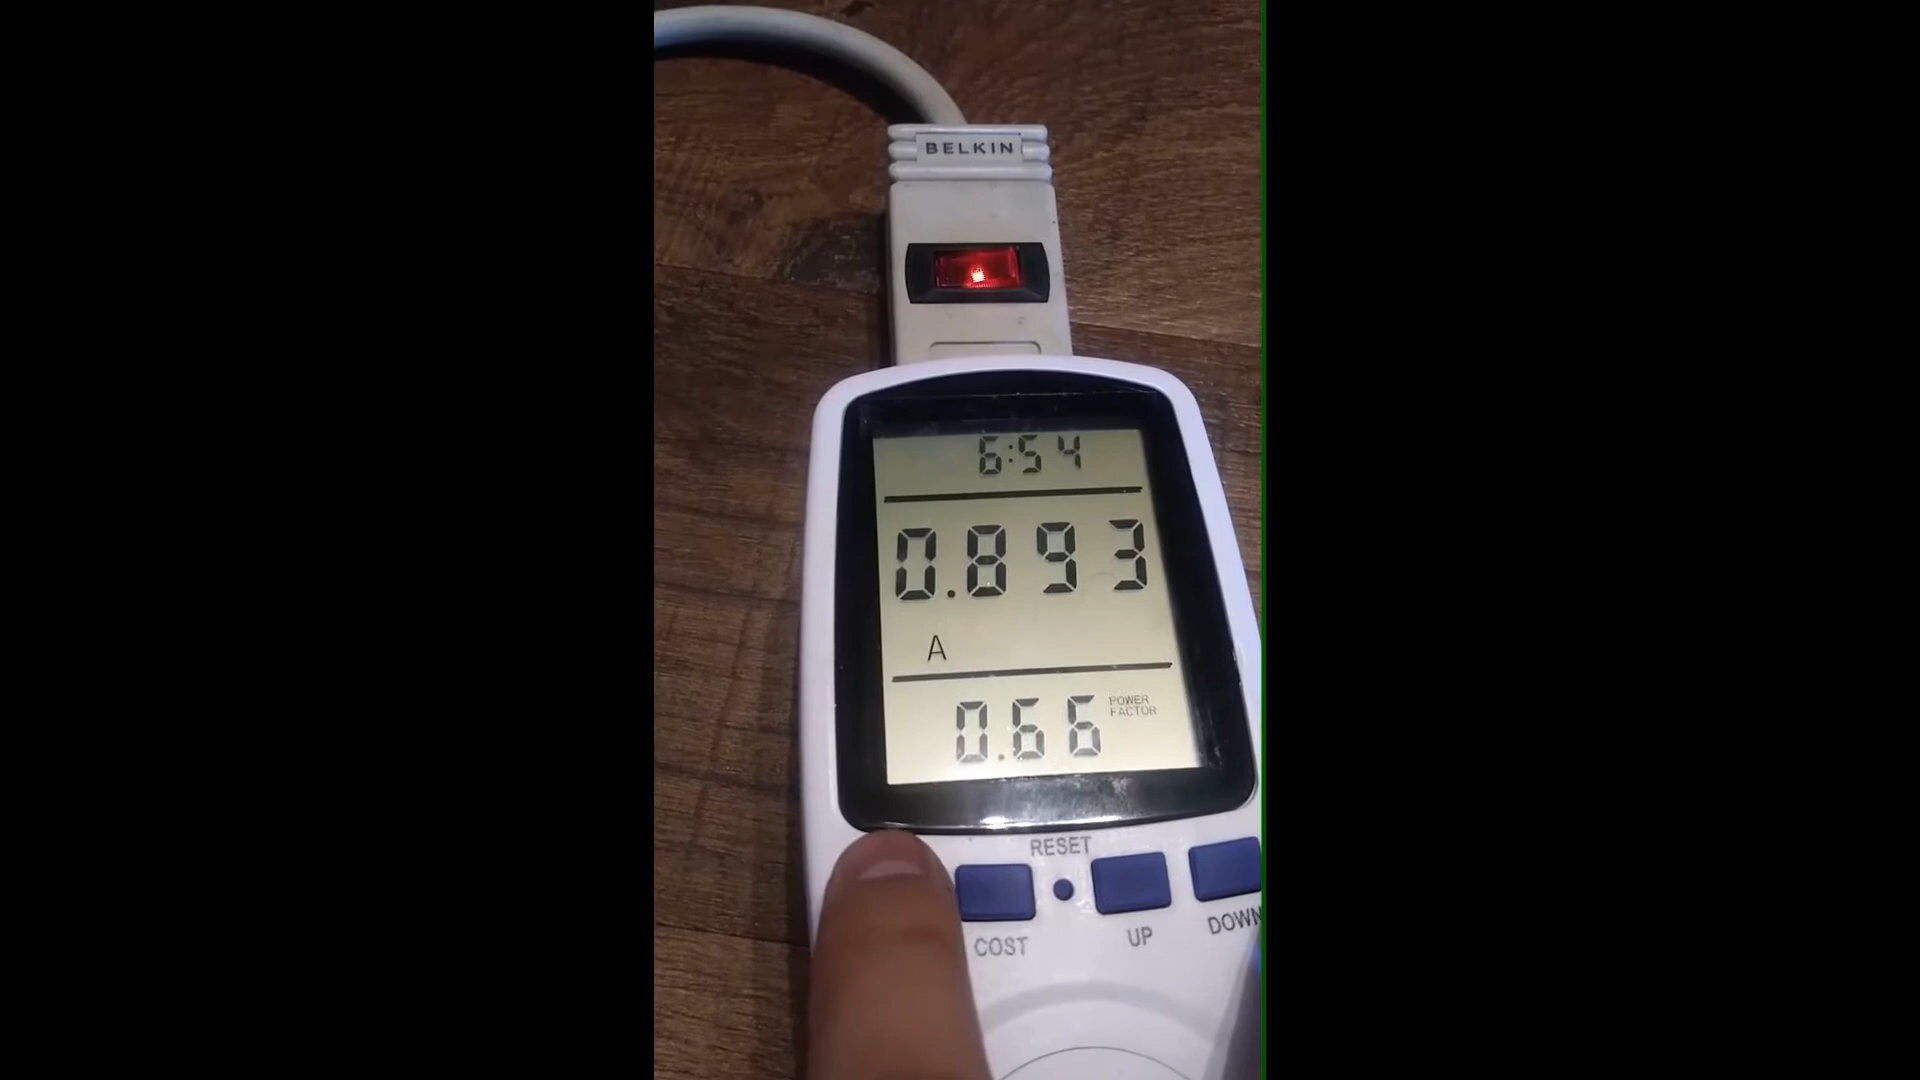 BELKIN
6:54
0.893
A
0.66 POWER FACTOR
RESET
COST UP DOWN